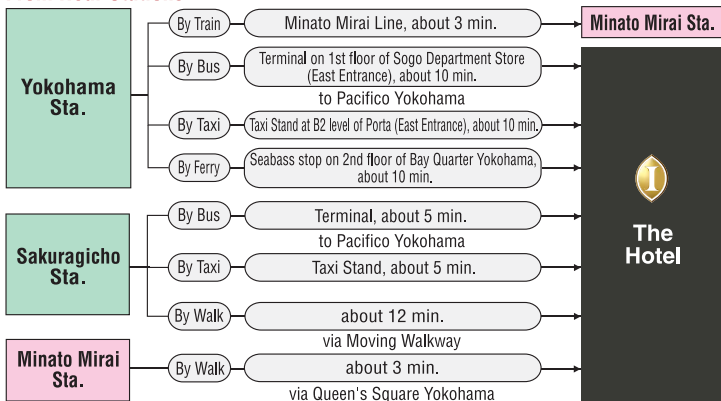 Yokohama
Sta.
By Train
Minato Mirai Line, about 3 min.
Minato Mirai Sta.
By Bus
Terminal on 1st floor of Sogo Department Store
(East Entrance), about 10 min.
to Pacifico Yokohama
By Taxi
Taxi Stand at B2 level of Porta (East Entrance), about 10 min.
By Ferry
Seabass stop on 2nd floor of Bay Quarter Yokohama,
about 10 min.
Sakuragicho
Sta.
By Bus
Terminal, about 5 min.
to Pacifico Yokohama
By Taxi
Taxi Stand, about 5 min.
By Walk
about 12 min.
via Moving Walkway
Minato Mirai
Sta.
By Walk
about 3 min.
via Queen's Square Yokohama
I
The
Hotel